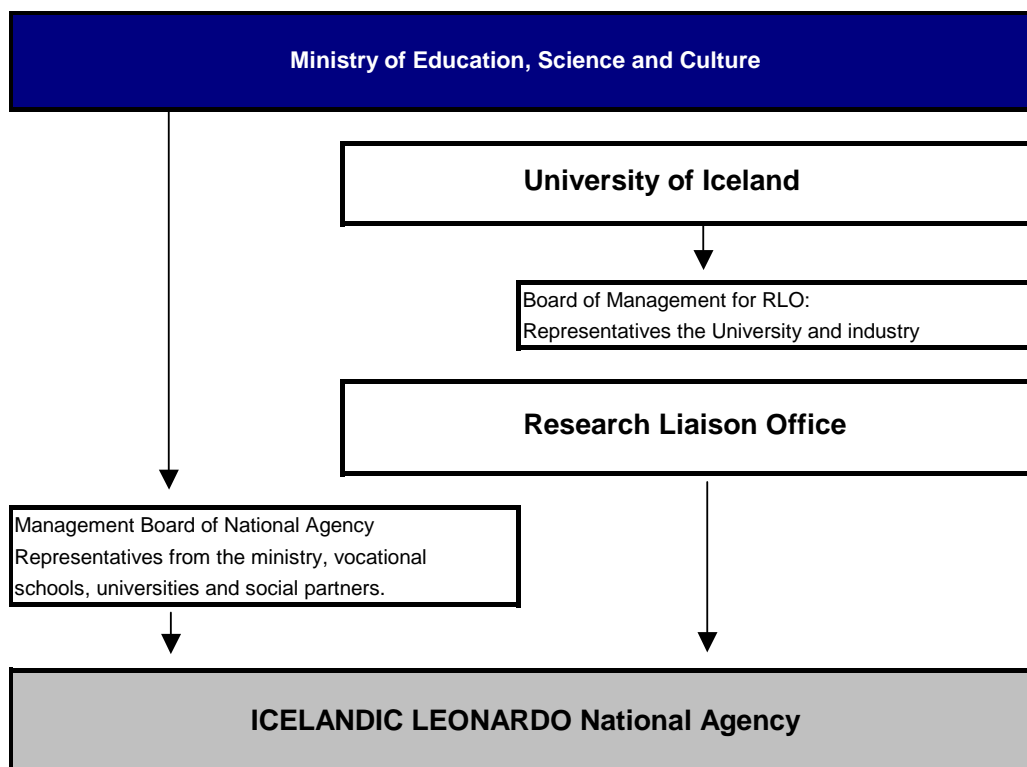 Ministry of Education, Science and Culture
University of Iceland
Board of Management for RLO:
Representatives the University and industry
Research Liaison Office
Management Board of National Agency
Representatives from the ministry, vocational
schools, universities and social partners.
ICELANDIC LEONARDO National Agency